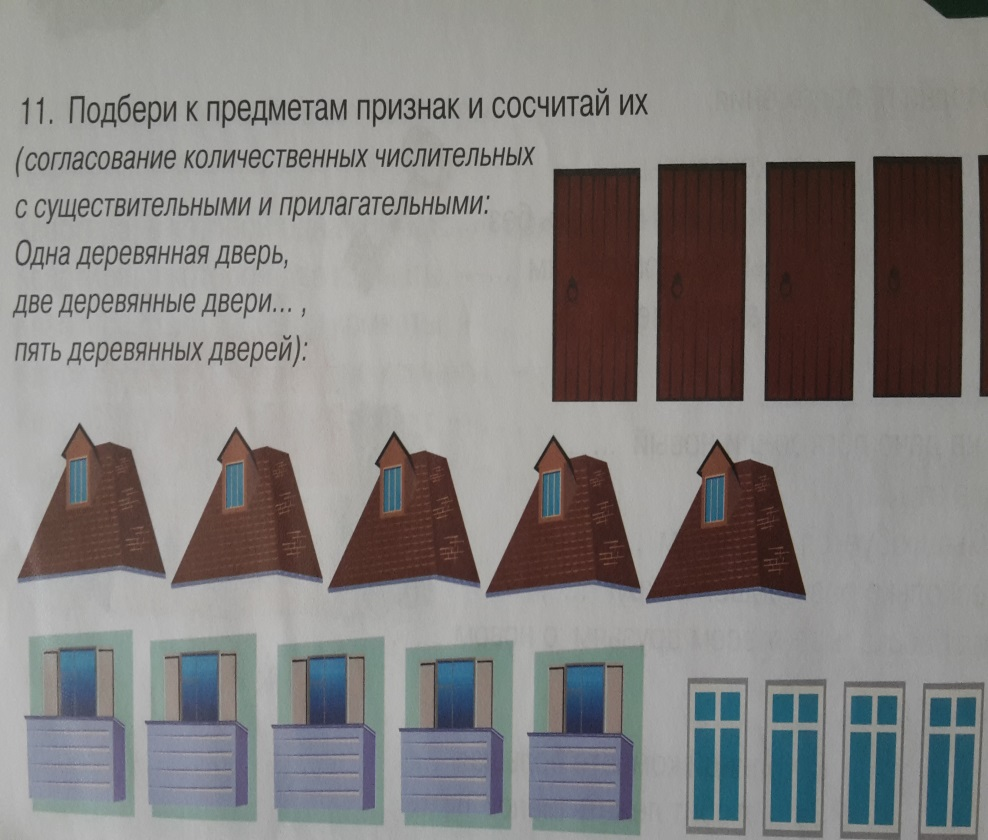 11. Подбери к предметам признак и сосчитай их
(согласование количественных числительных
с существительными и прилагательными:
Одна деревянная дверь,
две деревянные двери... ,
пять деревянных дверей):